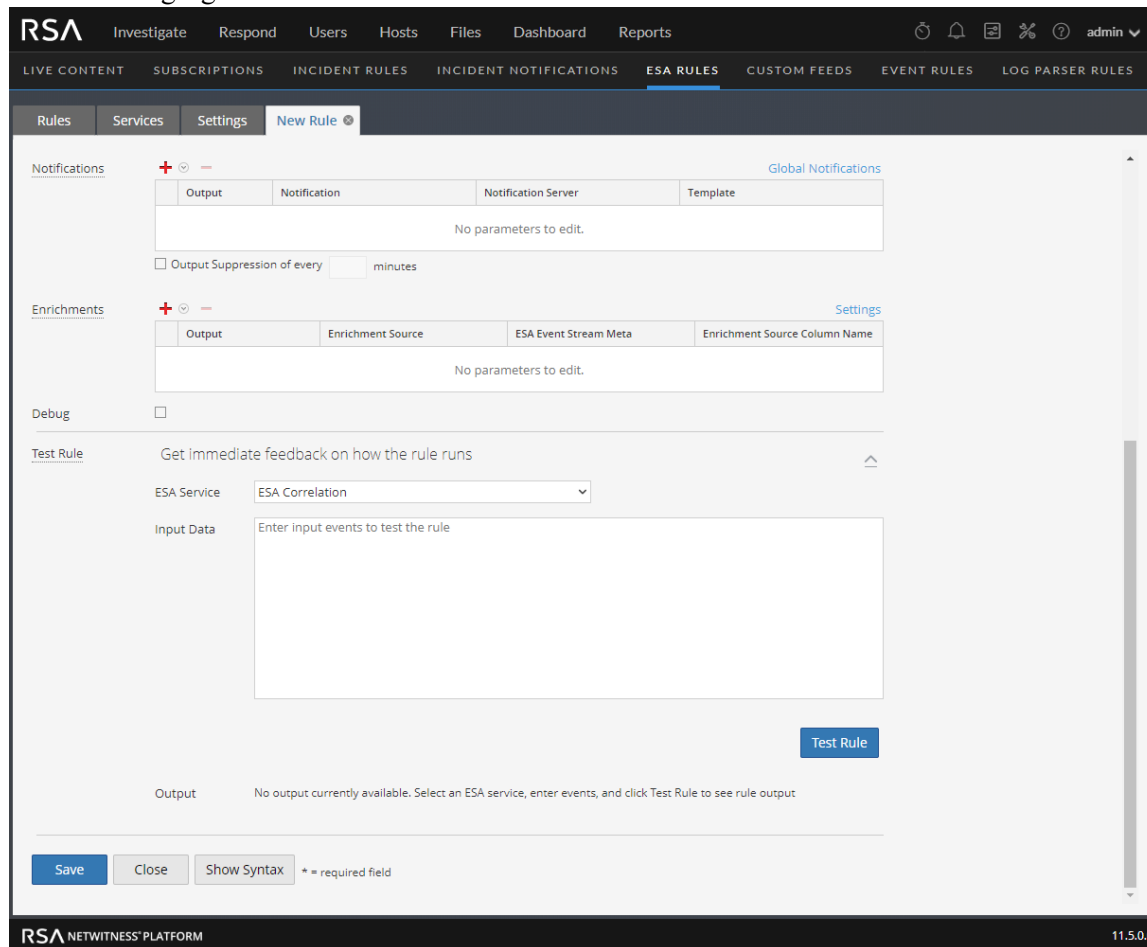 RSA Investigate Respond Users Hosts Files Dashboard Reports admin
LIVE CONTENT SUBSCRIPTIONS INCIDENT RULES INCIDENT NOTIFICATIONS ESA RULES CUSTOM FEEDS EVENT RULES LOG PARSER RULES
Rules Services Settings New Rule
Notifications Global Notifications
Output Notification Notification Server Template
No parameters to edit.
Output Suppression of every minutes
Enrichments Settings
Output Enrichment Source ESA Event Stream Meta Enrichment Source Column Name
No parameters to edit.
Debug
Test Rule Get immediate feedback on how the rule runs
ESA Service ESA Correlation
Input Data Enter input events to test the rule
Test Rule
Output No output currently available. Select an ESA service, enter events, and click Test Rule to see rule output
Save Close Show Syntax * = required field
RSA NETWITNESS® PLATFORM 11.5.0.